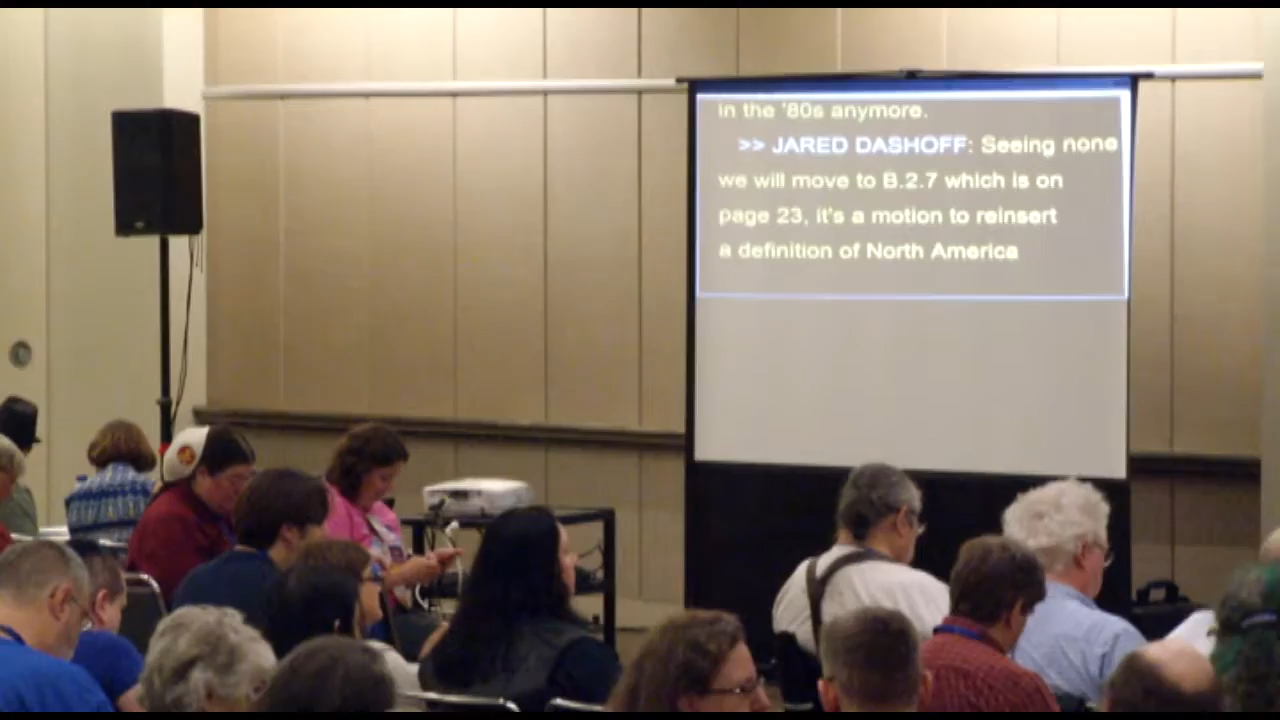 in the '80s anymore.
>> JARED DASHOFF: Seeing none
we will move to B.2.7 which is on
page 23, it's a motion to reinsert
a definition of North America